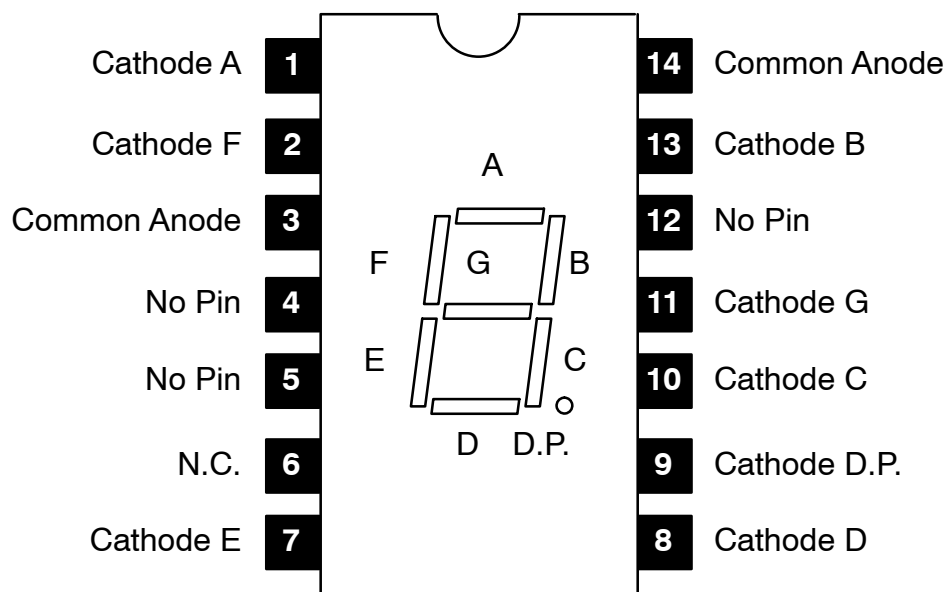 Cathode A 1 14 Common Anode
Cathode F 2 13 Cathode B
A
Common Anode 3 12 No Pin
F G B
No Pin 4 11 Cathode G
E C
No Pin 5 10 Cathode C
D D.P.
N.C. 6 9 Cathode D.P.
Cathode E 7 8 Cathode D